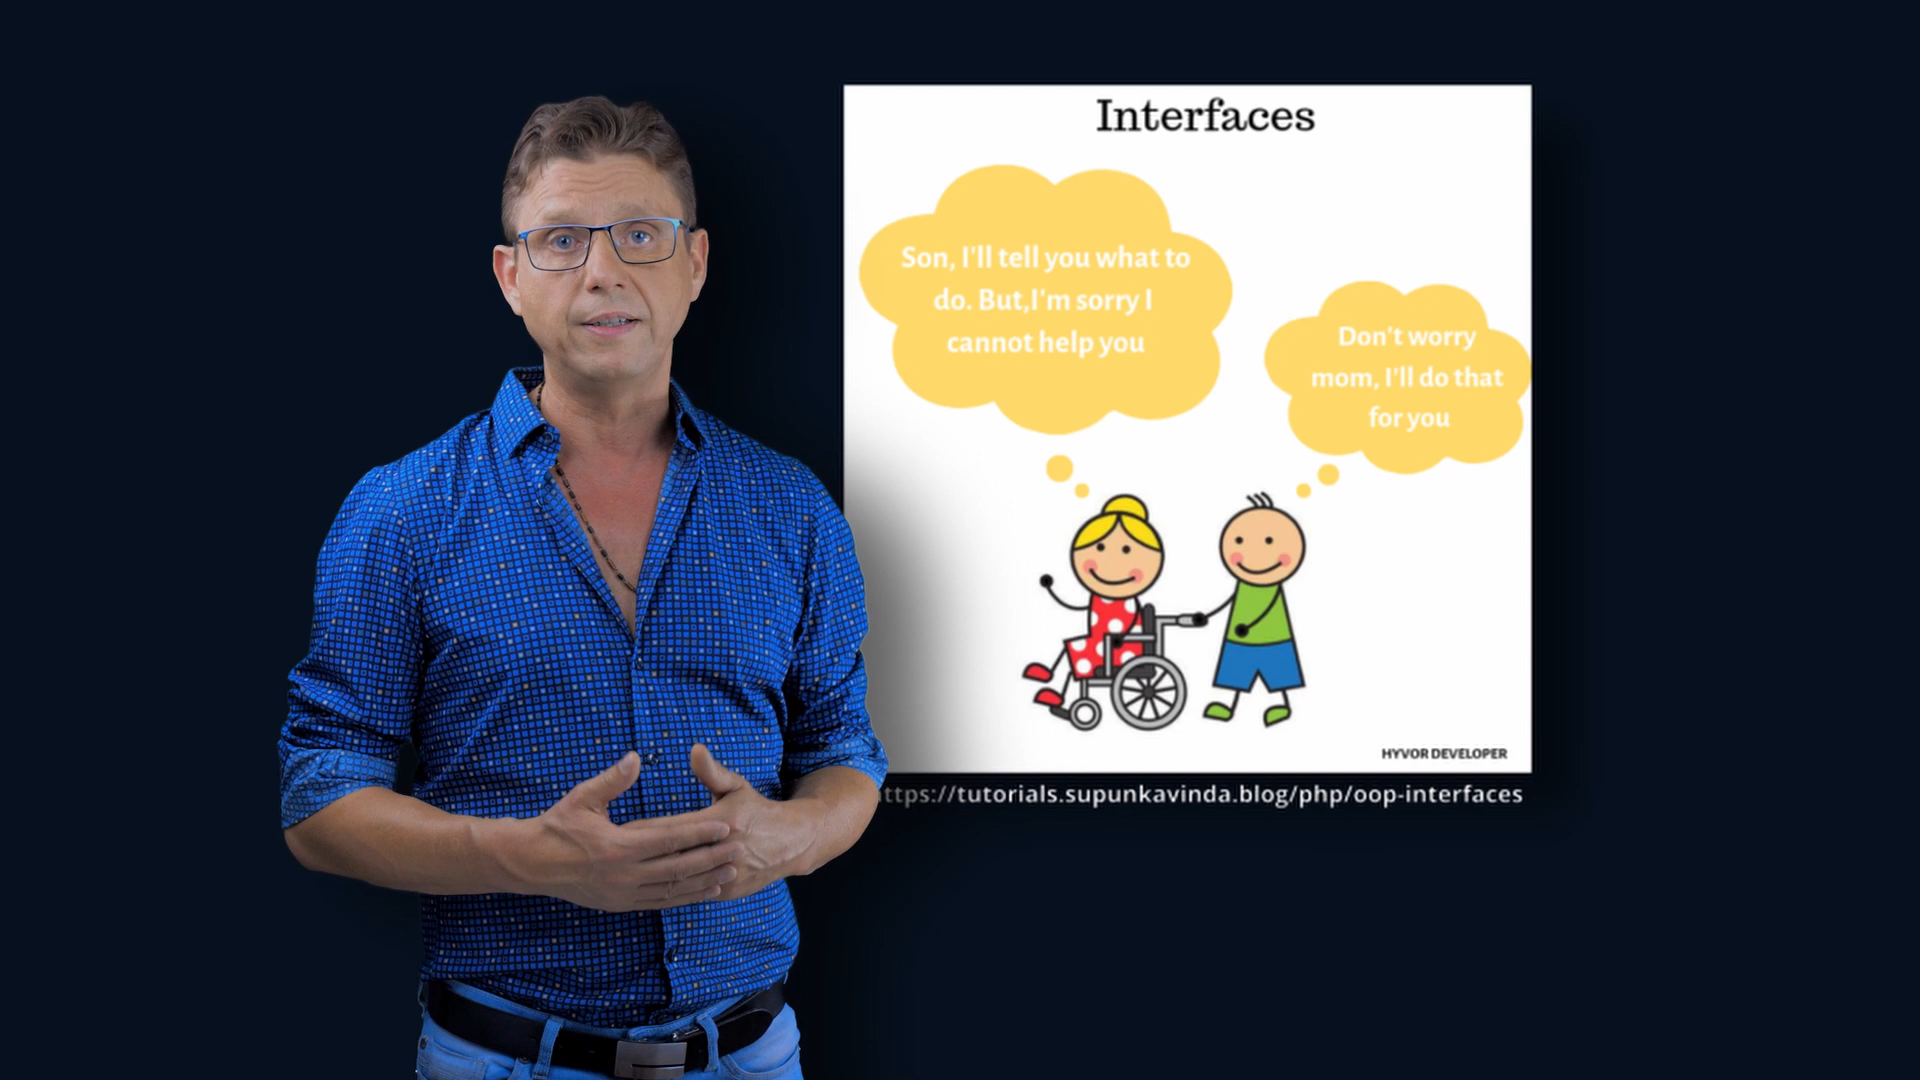 Interfaces
Son, I'll tell you what to
do. But,I'm sorry I
cannot help you
Don't worry
mom, I'll do that
for you
HYVOR DEVELOPER
ttps://tutorials.supunkavinda.blog/php/oop-interfaces